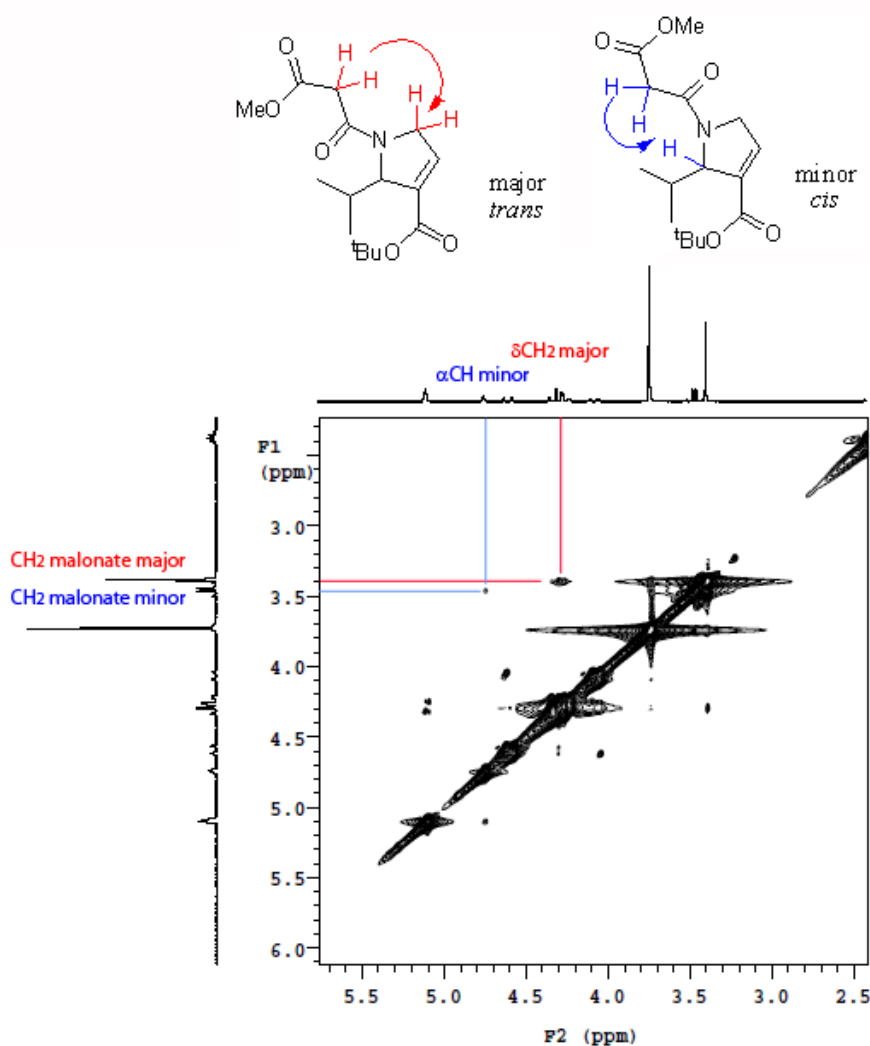 O
H
H
MeO
O
N
H
H
tBuO
O
major
trans
OMe
O
O
H
H
H
N
tBuO
O
minor
cis
δCH2 major
αCH minor
CH2 malonate major
CH2 malonate minor
F1
(ppm)
3.0
3.5
4.0
4.5
5.0
5.5
6.0
5.5 5.0 4.5 4.0 3.5 3.0 2.5
F2 (ppm)